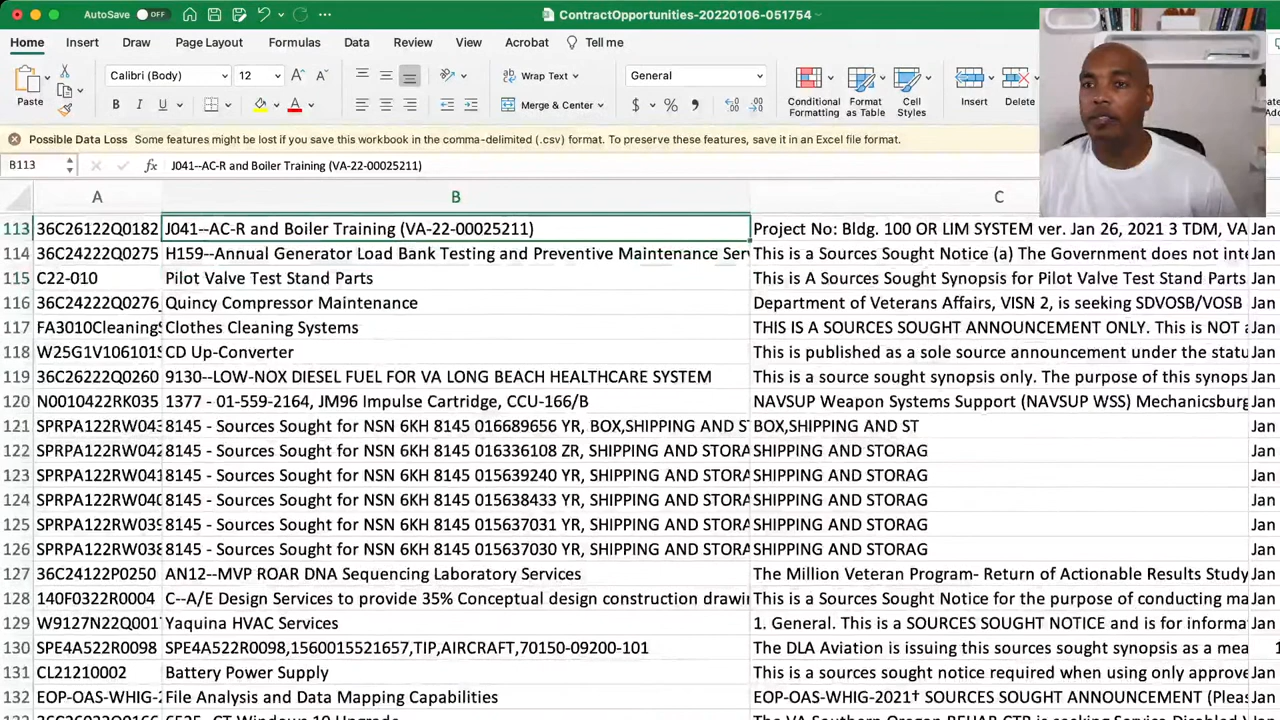 AutoSave OFF ContractOpportunities-20220106-051754
Home Insert Draw Page Layout Formulas Data Review View Acrobat Tell me
Paste Calibri (Body) 12 A A Wrap Text General Conditional Formatting Format as Table Cell Styles Insert Delete
B I U A Merge & Center $ %
Possible Data Loss Some features might be lost if you save this workbook in the comma-delimited (.csv) format. To preserve these features, save it in an Excel file format.
B113 fx J041--AC-R and Boiler Training (VA-22-00025211)
A B C
113 36C26122Q0182 J041--AC-R and Boiler Training (VA-22-00025211) Project No: Bldg. 100 OR LIM SYSTEM ver. Jan 26, 2021 3 TDM, VA Jan
114 36C24122Q0275 H159--Annual Generator Load Bank Testing and Preventive Maintenance Ser This is a Sources Sought Notice (a) The Government does not inte Jan
115 C22-010 Pilot Valve Test Stand Parts This is A Sources Sought Synopsis for Pilot Valve Test Stand Parts Jan
116 36C24222Q0276_ Quincy Compressor Maintenance Department of Veterans Affairs, VISN 2, is seeking SDVOSB/VOSB Jan
117 FA3010CleaningS Clothes Cleaning Systems THIS IS A SOURCES SOUGHT ANNOUNCEMENT ONLY. This is NOT a Jan
118 W25G1V106101S CD Up-Converter This is published as a sole source announcement under the statu Jan
119 36C26222Q0260 9130--LOW-NOX DIESEL FUEL FOR VA LONG BEACH HEALTHCARE SYSTEM This is a source sought synopsis only. The purpose of this synops Jan
120 N0010422RK035 1377 - 01-559-2164, JM96 Impulse Cartridge, CCU-166/B NAVSUP Weapon Systems Support (NAVSUP WSS) Mechanicsburg Jan
121 SPRPA122RW043 8145 - Sources Sought for NSN 6KH 8145 016689656 YR, BOX,SHIPPING AND ST BOX,SHIPPING AND ST Jan
122 SPRPA122RW042 8145 - Sources Sought for NSN 6KH 8145 016336108 ZR, SHIPPING AND STORA SHIPPING AND STORAG Jan
123 SPRPA122RW041 8145 - Sources Sought for NSN 6KH 8145 015639240 YR, SHIPPING AND STORA SHIPPING AND STORAG Jan
124 SPRPA122RW040 8145 - Sources Sought for NSN 6KH 8145 015638433 YR, SHIPPING AND STORA SHIPPING AND STORAG Jan
125 SPRPA122RW039 8145 - Sources Sought for NSN 6KH 8145 015637031 YR, SHIPPING AND STORA SHIPPING AND STORAG Jan
126 SPRPA122RW038 8145 - Sources Sought for NSN 6KH 8145 015637030 YR, SHIPPING AND STORA SHIPPING AND STORAG Jan
127 36C24122P0250 AN12--MVP ROAR DNA Sequencing Laboratory Services The Million Veteran Program- Return of Actionable Results Study Jan
128 140F0322R0004 C--A/E Design Services to provide 35% Conceptual design construction drawi This is a Sources Sought Notice for the purpose of conducting ma Jan
129 W9127N22Q001 Yaquina HVAC Services 1. General. This is a SOURCES SOUGHT NOTICE and is for informa Jan
130 SPE4A522R0098 SPE4A522R0098,1560015521657,TIP,AIRCRAFT,70150-09200-101 The DLA Aviation is issuing this sources sought synopsis as a mea 1
131 CL21210002 Battery Power Supply This is a sources sought notice required when using only approve Jan
132 EOP-OAS-WHIG-2 File Analysis and Data Mapping Capabilities EOP-OAS-WHIG-2021† SOURCES SOUGHT ANNOUNCEMENT (Pleas Jan